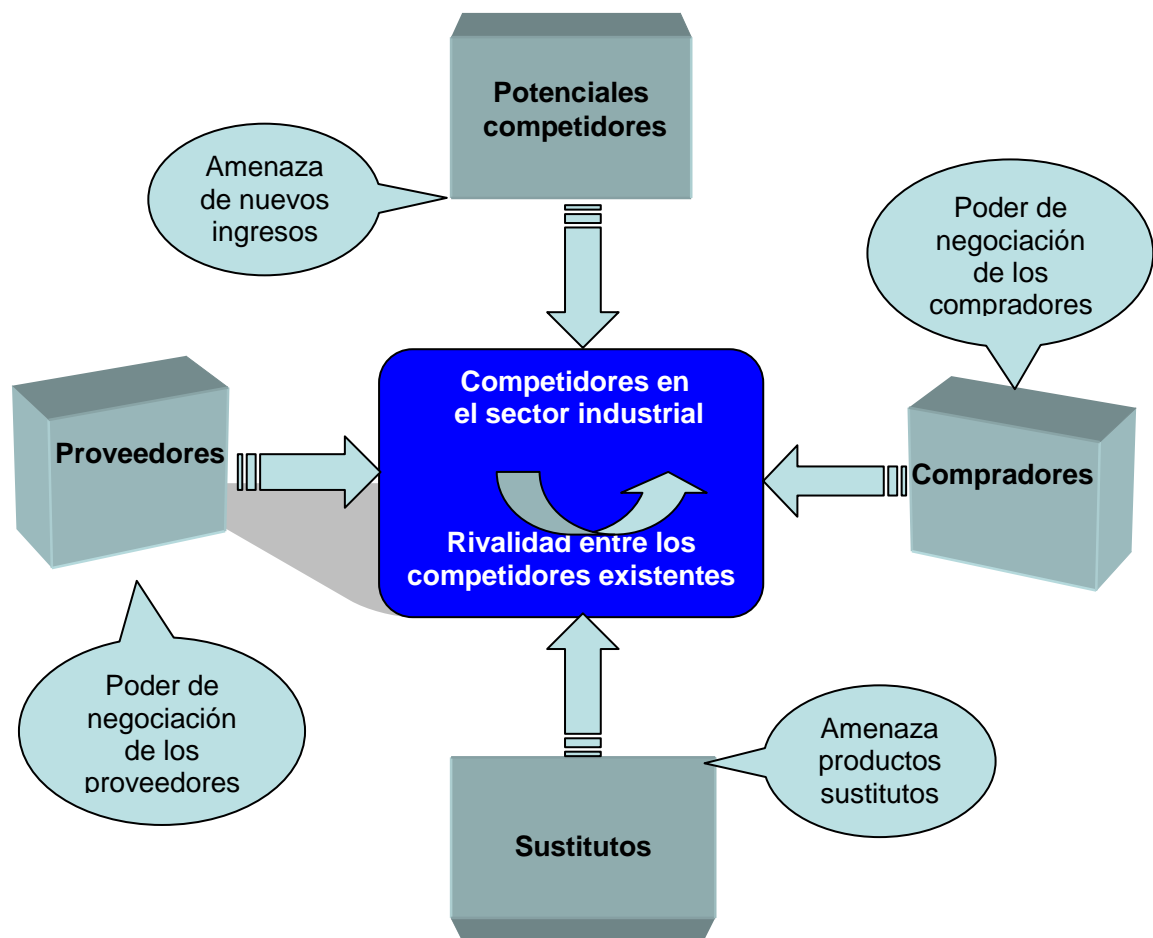 Potenciales
competidores
Amenaza
de nuevos
ingresos
Poder de
negociación
de los
compradores
Competidores en
el sector industrial
Proveedores
Compradores
Rivalidad entre los
competidores existentes
Poder de
negociación
de los
proveedores
Amenaza
productos
sustitutos
Sustitutos